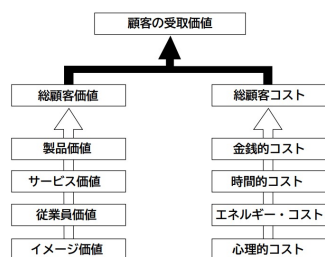 顧客の受取価値
総顧客価値
総顧客コスト
製品価値
金銭的コスト
サービス価値
時間的コスト
従業員価値
エネルギー・コスト
イメージ価値
心理的コスト